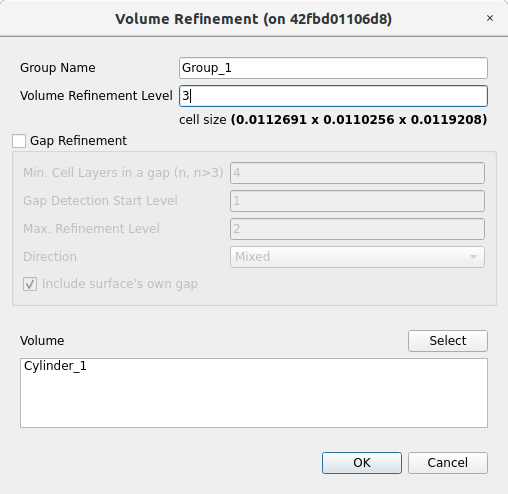 Volume Refinement (on 42fbd01106d8)
×
Group Name Group_1
Volume Refinement Level 3
cell size (0.0112691 x 0.0110256 x 0.0119208)
Gap Refinement
Min. Cell Layers in a gap (n, n>3) 4
Gap Detection Start Level 1
Max. Refinement Level 2
Direction Mixed
Include surface's own gap
Volume Select
Cylinder_1
OK Cancel